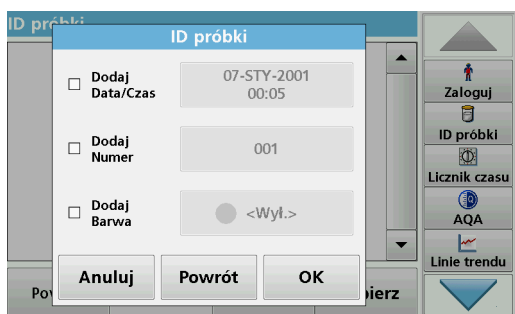 ID próbki
ID próbki
Dodaj
Data/Czas
07-STY-2001
00:05
Dodaj
Numer
001
Dodaj
Barwa
<Wył.>
Anuluj
Powrót
OK
Zaloguj
ID próbki
Licznik czasu
AQA
Linie trendu